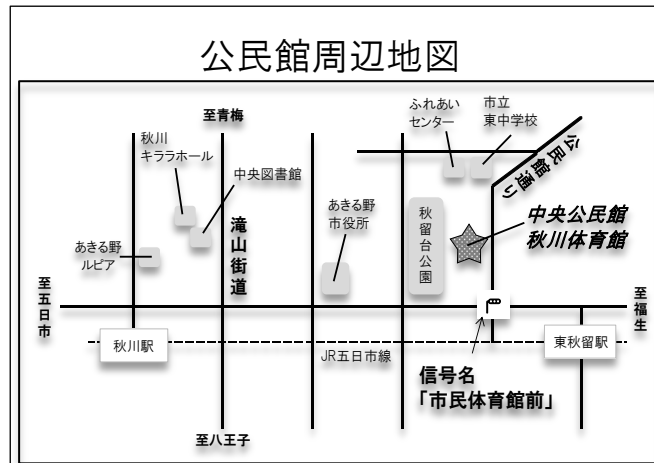 公民館周辺地図
至青梅
秋川
キララホール
中央図書館
ふれあい
センター
市立
東中学校
公民館通り
あきる野
ルピア
滝山街道
あきる野
市役所
秋留台公園
中央公民館
秋川体育館
至五日市
至福生
秋川駅
JR五日市線
東秋留駅
信号名
「市民体育館前」
至八王子